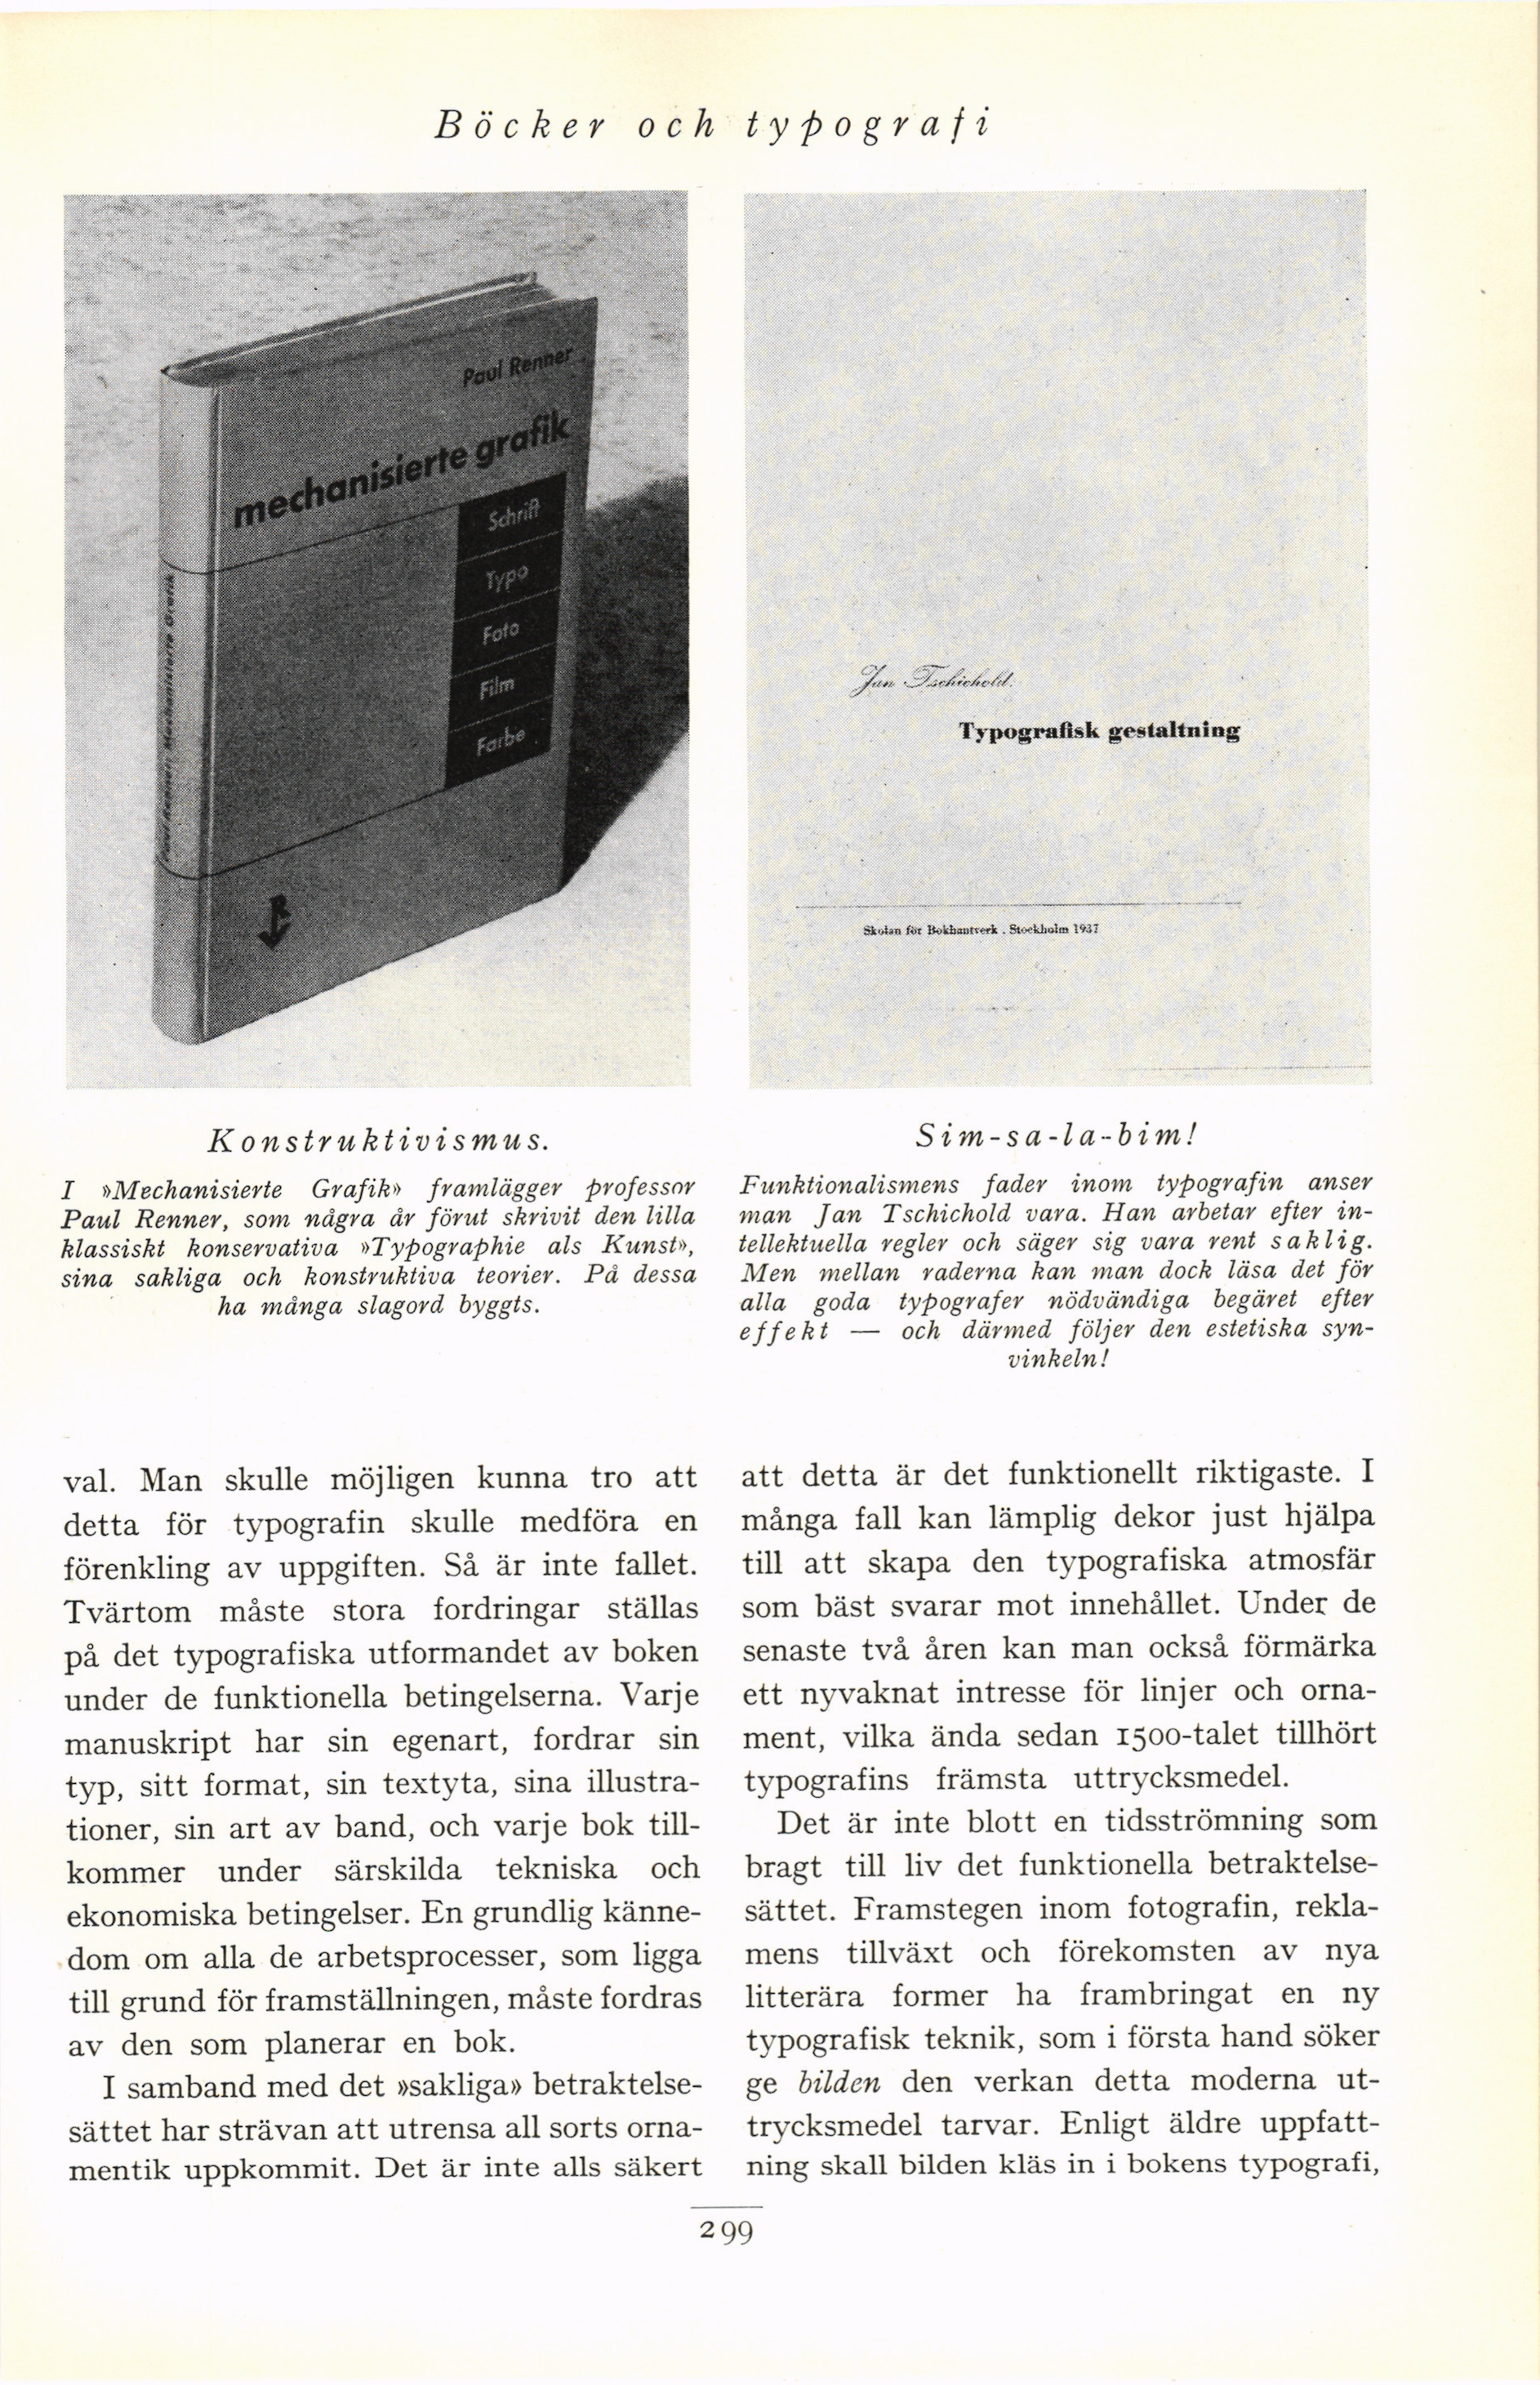 Böcker och typografi
Paul Renner
mechanisierte grafik
Schrift
Typo
Foto
Film
Farbe
Paul Renner Mechanisierte Grafik
Jan Tschichold.
Typografisk gestaltning
Skolan för Bokhantverk . Stockholm 1937
Konstruktivismus.
I »Mechanisierte Grafik» framlägger professor
Paul Renner, som några år förut skrivit den lilla
klassiskt konservativa »Typographie als Kunst»,
sina sakliga och konstruktiva teorier. På dessa
ha många slagord byggts.
Sim-sa-la-bim!
Funktionalismens fader inom typografin anser
man Jan Tschichold vara. Han arbetar efter in-
tellektuella regler och säger sig vara rent saklig.
Men mellan raderna kan man dock läsa det för
alla goda typografer nödvändiga begäret efter
effekt — och därmed följer den estetiska syn-
vinkeln!
val. Man skulle möjligen kunna tro att
detta för typografin skulle medföra en
förenkling av uppgiften. Så är inte fallet.
Tvärtom måste stora fordringar ställas
på det typografiska utformandet av boken
under de funktionella betingelserna. Varje
manuskript har sin egenart, fordrar sin
typ, sitt format, sin textyta, sina illustra-
tioner, sin art av band, och varje bok till-
kommer under särskilda tekniska och
ekonomiska betingelser. En grundlig känne-
dom om alla de arbetsprocesser, som ligga
till grund för framställningen, måste fordras
av den som planerar en bok.
I samband med det »sakliga» betraktelse-
sättet har strävan att utrensa all sorts orna-
mentik uppkommit. Det är inte alls säkert
att detta är det funktionellt riktigaste. I
många fall kan lämplig dekor just hjälpa
till att skapa den typografiska atmosfär
som bäst svarar mot innehållet. Under de
senaste två åren kan man också förmärka
ett nyvaknat intresse för linjer och orna-
ment, vilka ända sedan 1500-talet tillhört
typografins främsta uttrycksmedel.
Det är inte blott en tidsströmning som
bragt till liv det funktionella betraktelse-
sättet. Framstegen inom fotografin, rekla-
mens tillväxt och förekomsten av nya
litterära former ha frambringat en ny
typografisk teknik, som i första hand söker
ge bilden den verkan detta moderna ut-
trycksmedel tarvar. Enligt äldre uppfatt-
ning skall bilden kläs in i bokens typografi,
299